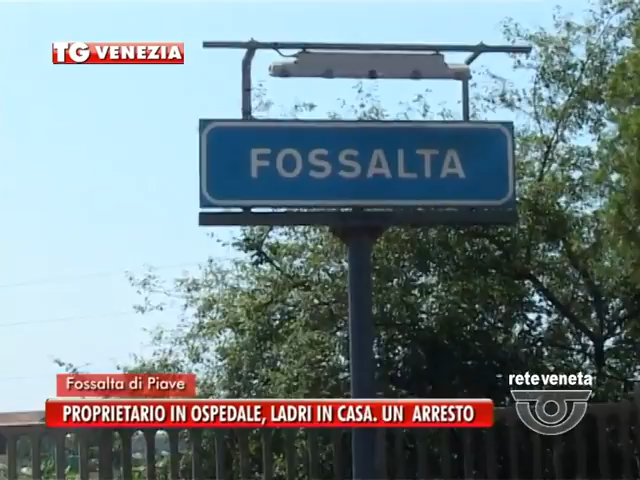 TG VENEZIA
FOSSALTA
Fossalta di Piave
reteveneta
PROPRIETARIO IN OSPEDALE, LADRI IN CASA. UN ARRESTO